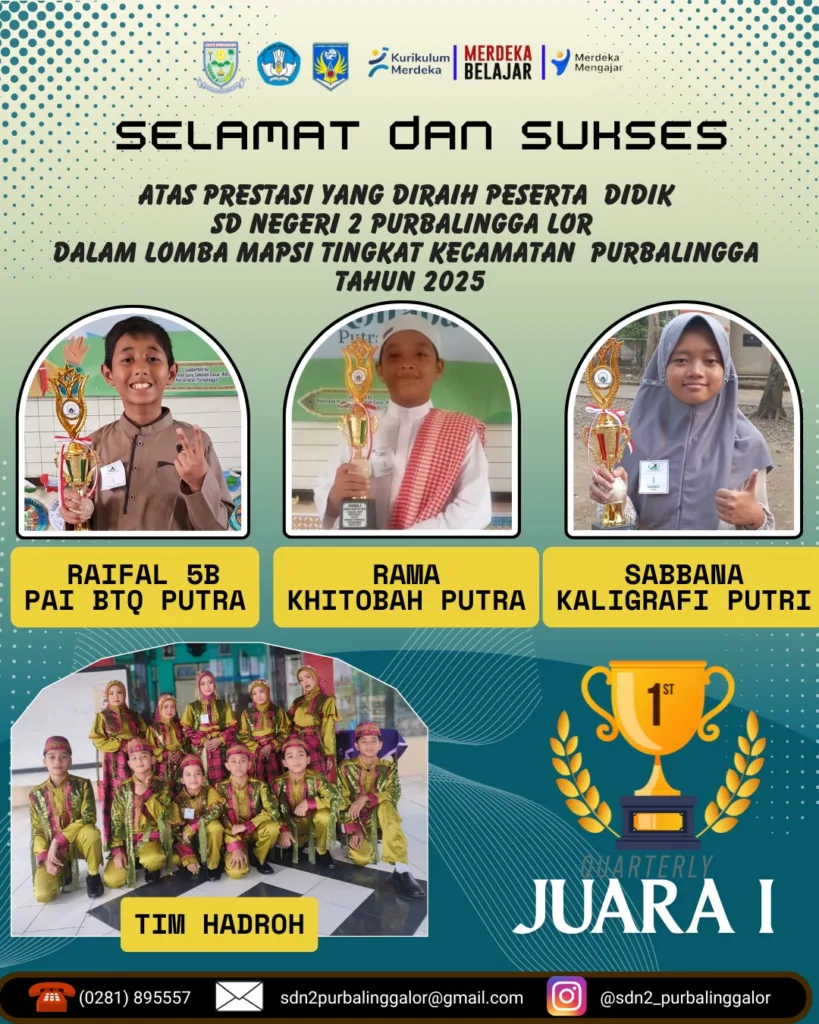 Kurikulum
Merdeka
MERDEKA
BELAJAR
Merdeka
Mengajar
SELAMAT dan SUKSES
ATAS PRESTASI YANG DIRAIH PESERTA DIDIK
SD NEGERI 2 PURBALINGGA LOR
DALAM LOMBA MAPSI TINGKAT KECAMATAN PURBALINGGA
TAHUN 2025
RAIFAL 5B
PAI BTQ PUTRA
RAMA
KHITOBAH PUTRA
SABBANA
KALIGRAFI PUTRI
TIM HADROH
1ST
QUARTERLY
JUARA I
(0281) 895557
sdn2purbalinggalor@gmail.com
@sdn2_purbalinggalor